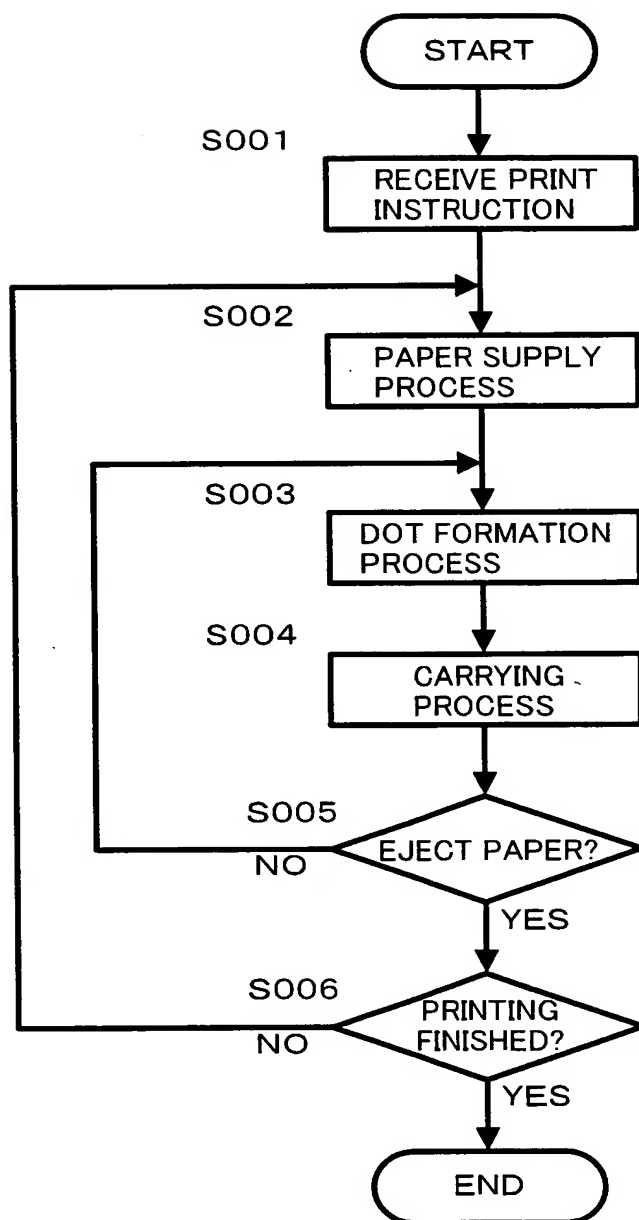 START
S001
RECEIVE PRINT
INSTRUCTION
S002
PAPER SUPPLY
PROCESS
S003
DOT FORMATION
PROCESS
S004
CARRYING
PROCESS
S005
EJECT PAPER?
NO
YES
S006
PRINTING
FINISHED?
NO
YES
END